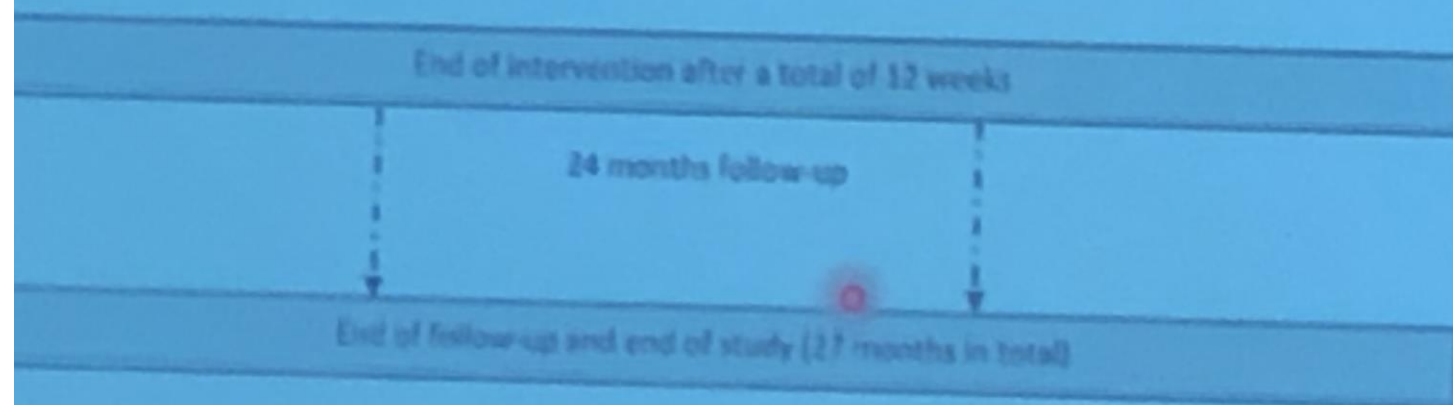 End of intervention after a total of 12 weeks
24 months follow-up
End of follow-up and end of study (27 months in total)